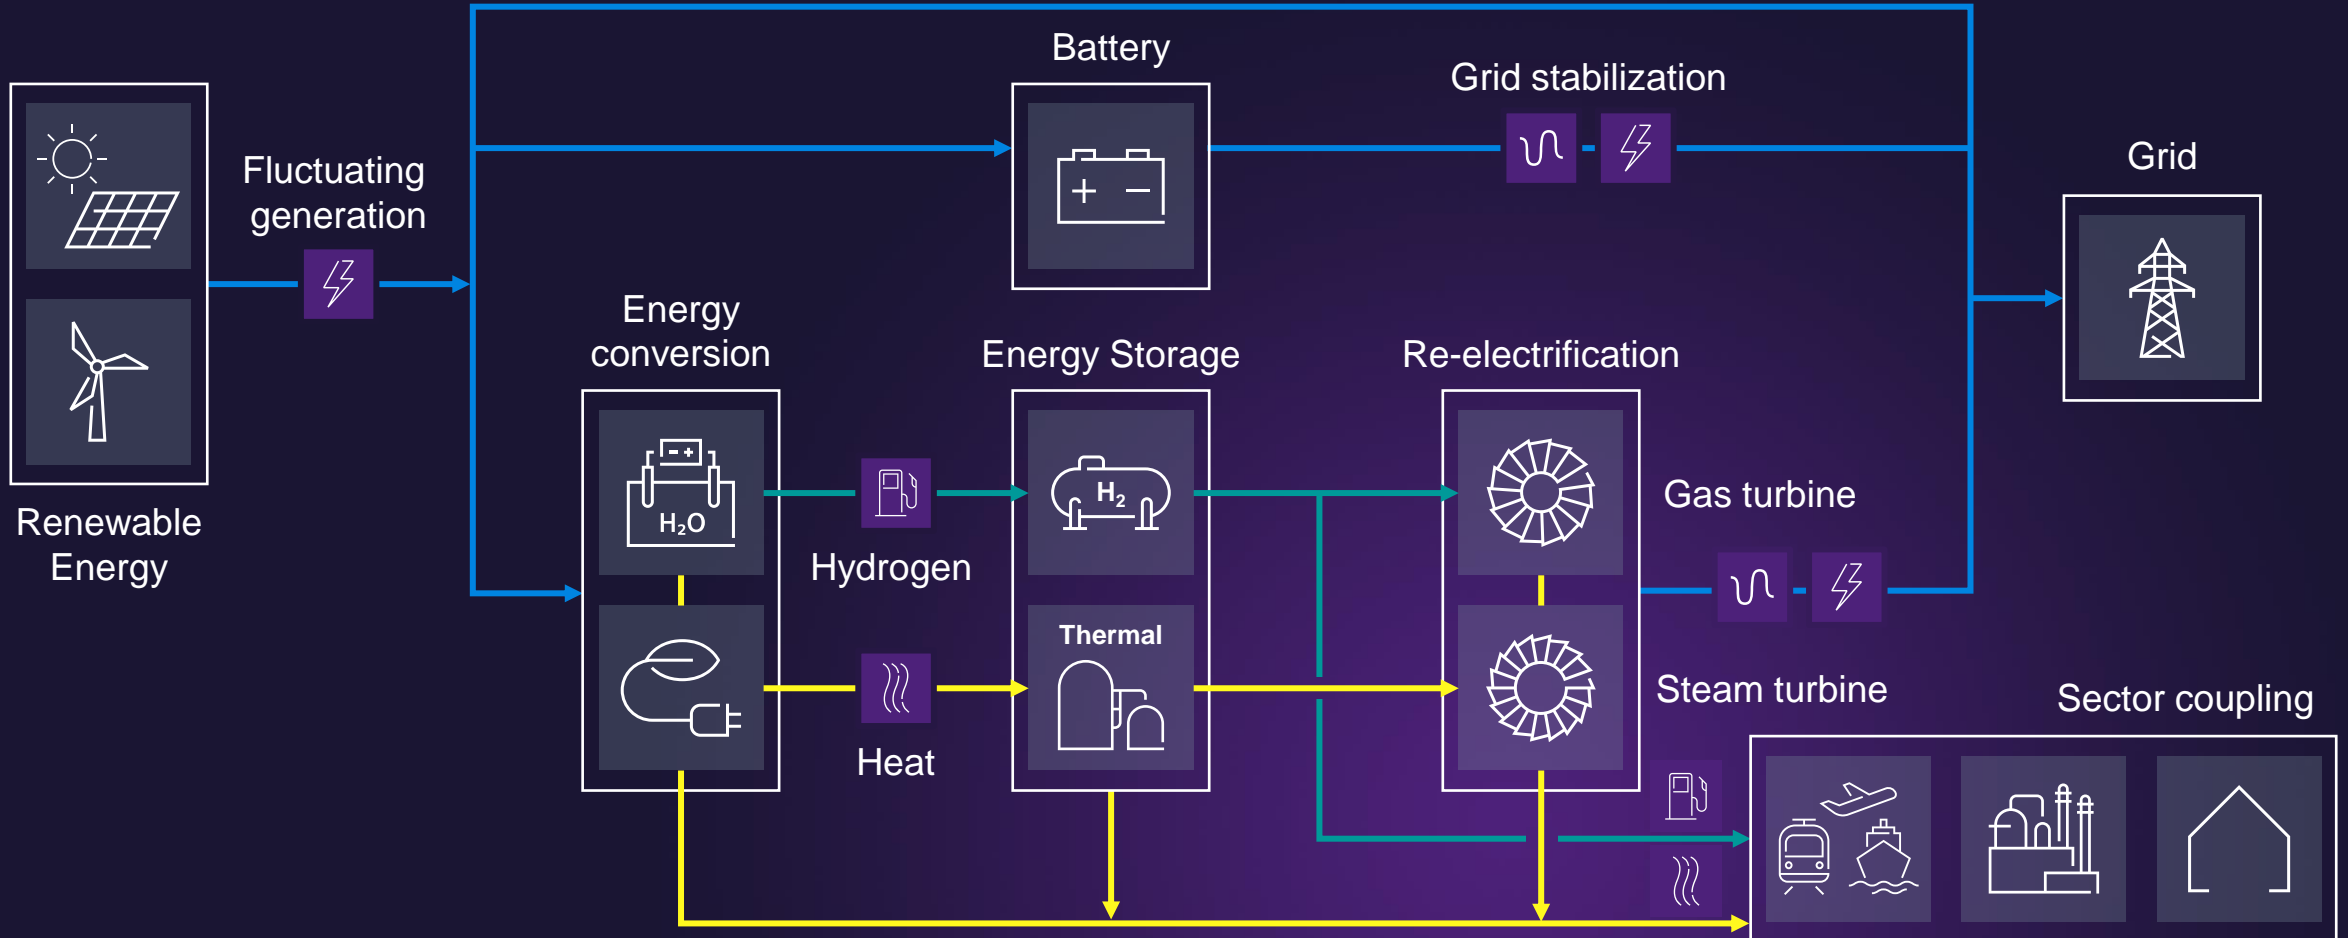 Battery
Grid stabilization
Fluctuating
generation
Grid
Renewable
Energy
Energy
conversion
Energy Storage
Re-electrification
H₂O
Hydrogen
H₂
Gas turbine
Thermal
Heat
Steam turbine
Sector coupling